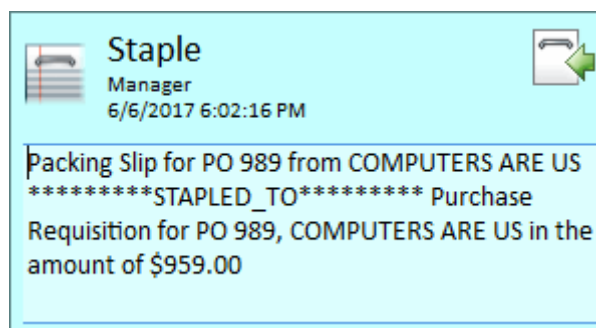 Staple
Manager
6/6/2017 6:02:16 PM
Packing Slip for PO 989 from COMPUTERS ARE US
*********STAPLED_TO********* Purchase
Requisition for PO 989, COMPUTERS ARE US in the
amount of $959.00